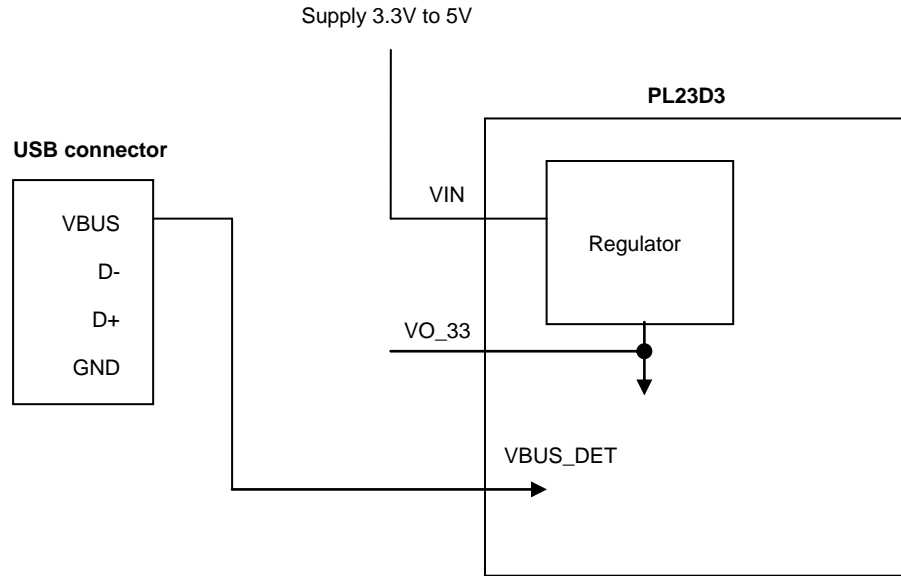 Supply 3.3V to 5V
PL23D3
USB connector
VIN
VBUS
Regulator
D-
D+
VO_33
GND
VBUS_DET